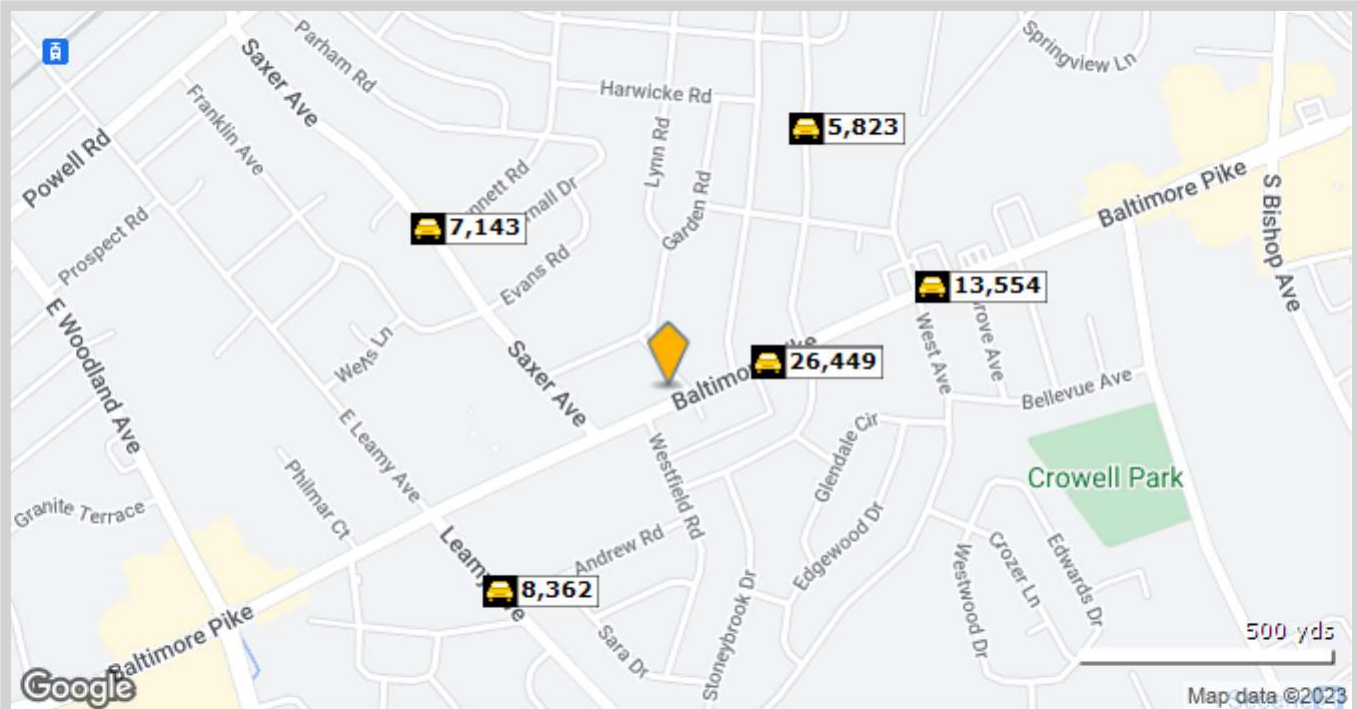 Parham Rd
Saxer Ave
Springview Ln
Franklin Ave
Harwicke Rd
5,823
Powell Rd
Lynn Rd
Baltimore Pike
S Bishop Ave
Prospect Rd
7,143
Garden Rd
Evans Rd
13,554
E Woodland Ave
West Ave
Saxer Ave
26,449
Bellevue Ave
E Leamy Ave
Westfield Rd
Glendale Cir
Crowell Park
Philmar Ct
Granite Terrace
Andrew Rd
Edgewood Dr
Westwood Dr
Crozer Ln
Edwards Dr
8,362
Stoneybrook Dr
Sara Dr
Baltimore Pike
500 yds
Google
Map data ©2023